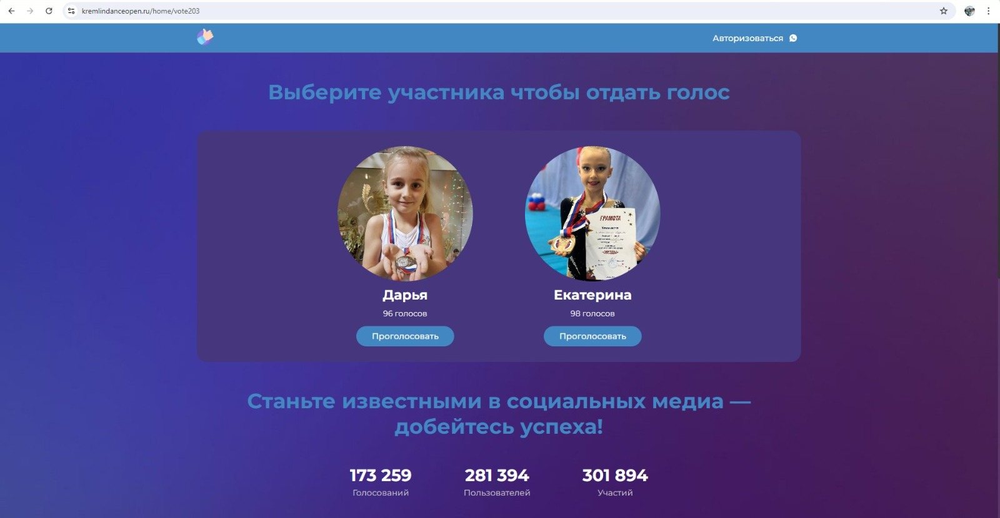 kremlindanceopen.ru/home/vote203
Авторизоваться
Выберите участника чтобы отдать голос
ГРАМОТА
Дарья
Екатерина
96 голосов
98 голосов
Проголосовать
Проголосовать
Станьте известными в социальных медиа —
добейтесь успеха!
173 259
281 394
301 894
Голосований
Пользователей
Участий